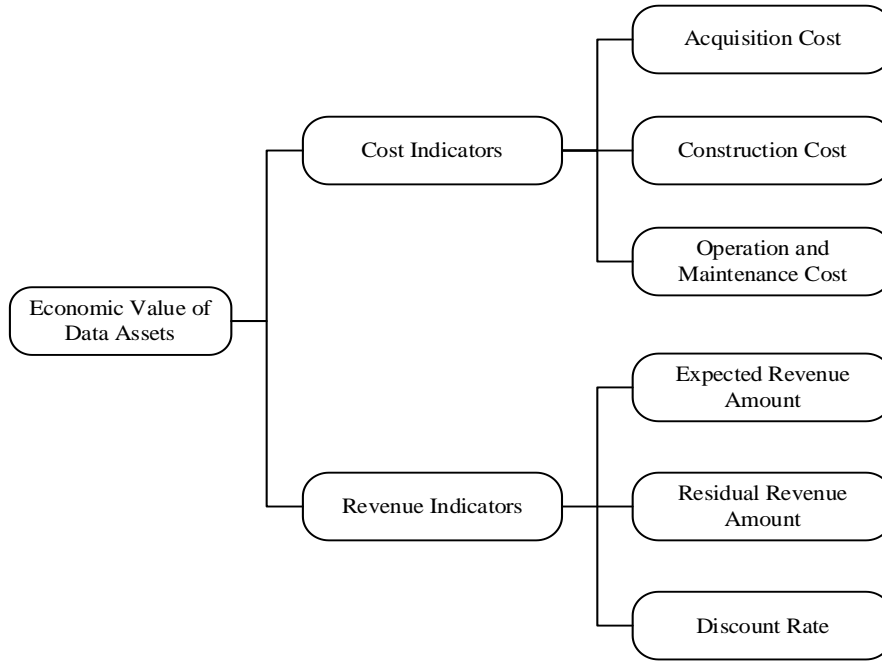 Acquisition Cost
Cost Indicators
Construction Cost
Operation and
Maintenance Cost
Economic Value of
Data Assets
Expected Revenue
Amount
Revenue Indicators
Residual Revenue
Amount
Discount Rate